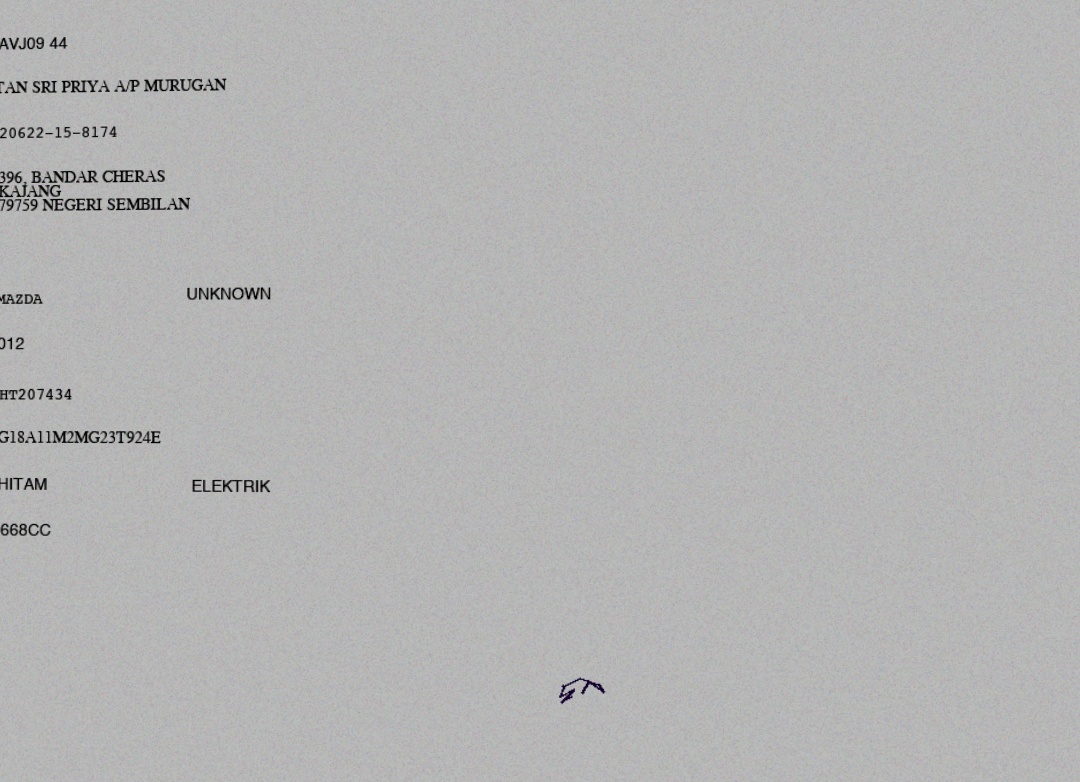 AVJ09 44
TAN SRI PRIYA A/P MURUGAN
20622-15-8174
396, BANDAR CHERAS
KAJANG
79759 NEGERI SEMBILAN
MAZDA UNKNOWN
012
HT207434
G18A11M2MG23T924E
HITAM ELEKTRIK
668CC